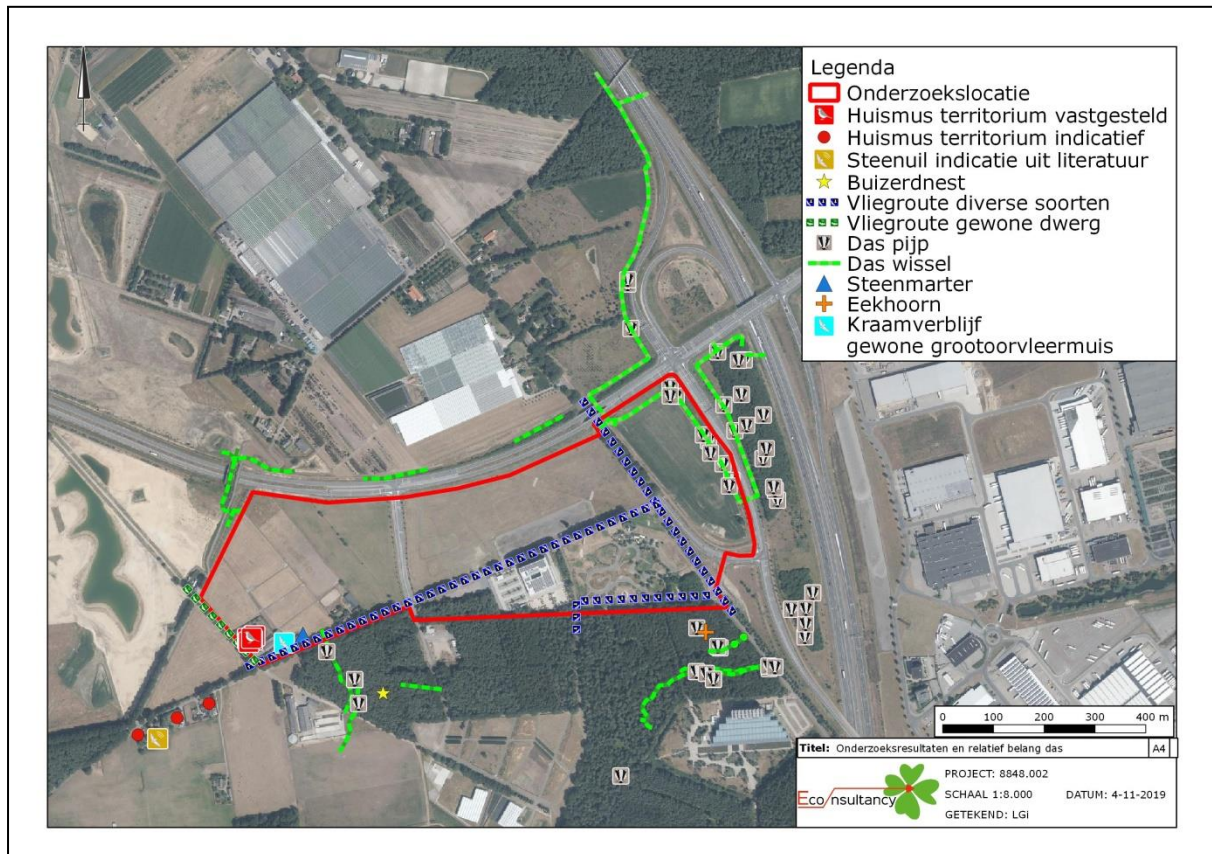 Legenda
Onderzoekslocatie
Huismus territorium vastgesteld
Huismus territorium indicatief
Steenuil indicatie uit literatuur
Buizerdnest
Vliegroute diverse soorten
Vliegroute gewone dwerg
Das pijp
Das wissel
Steenmarter
Eekhoorn
Kraamverblijf
gewone grootoorvleermuis
0 100 200 300 400 m
Titel: Onderzoeksresultaten en relatief belang das A4
Econsultancy
PROJECT: 8848.002
SCHAAL 1:8.000 DATUM: 4-11-2019
GETEKEND: LGi